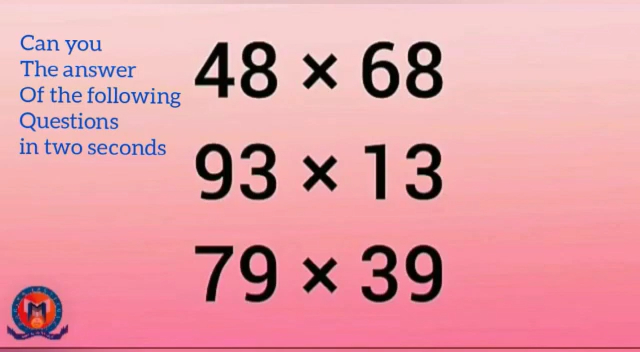 Can you
The answer
Of the following
Questions
in two seconds
48 × 68
93 × 13
79 × 39
M